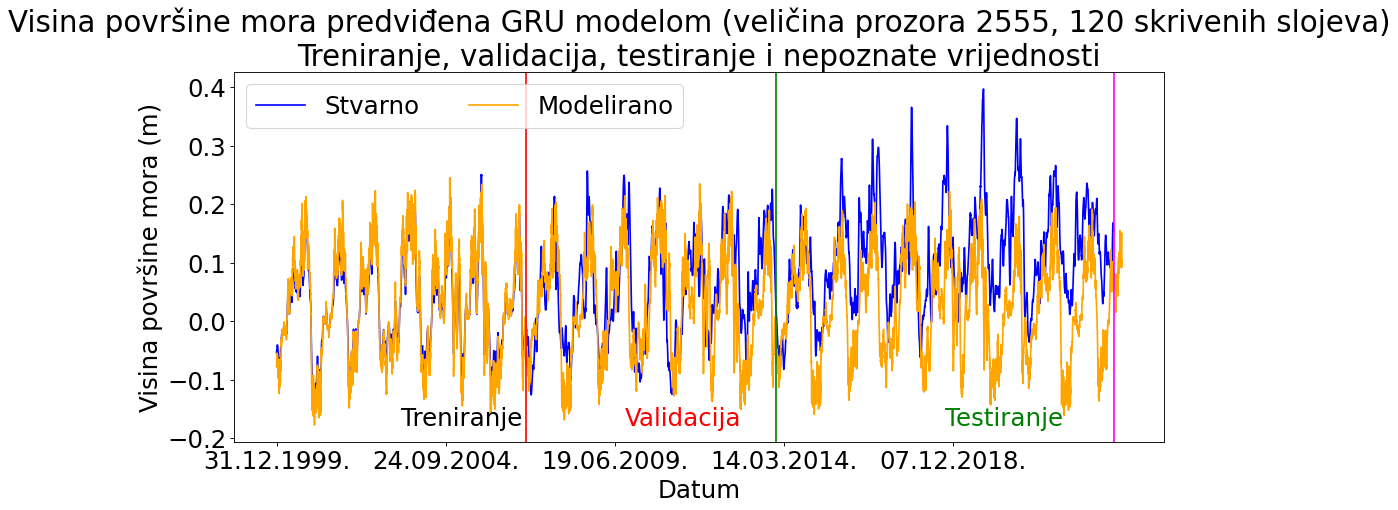 Visina površine mora predviđena GRU modelom (veličina prozora 2555, 120 skrivenih slojeva)
Treniranje, validacija, testiranje i nepoznate vrijednosti
Stvarno
Modelirano
Visina površine mora (m)
0.4
0.3
0.2
0.1
0.0
−0.1
−0.2
Treniranje
Validacija
Testiranje
31.12.1999.
24.09.2004.
19.06.2009.
14.03.2014.
07.12.2018.
Datum